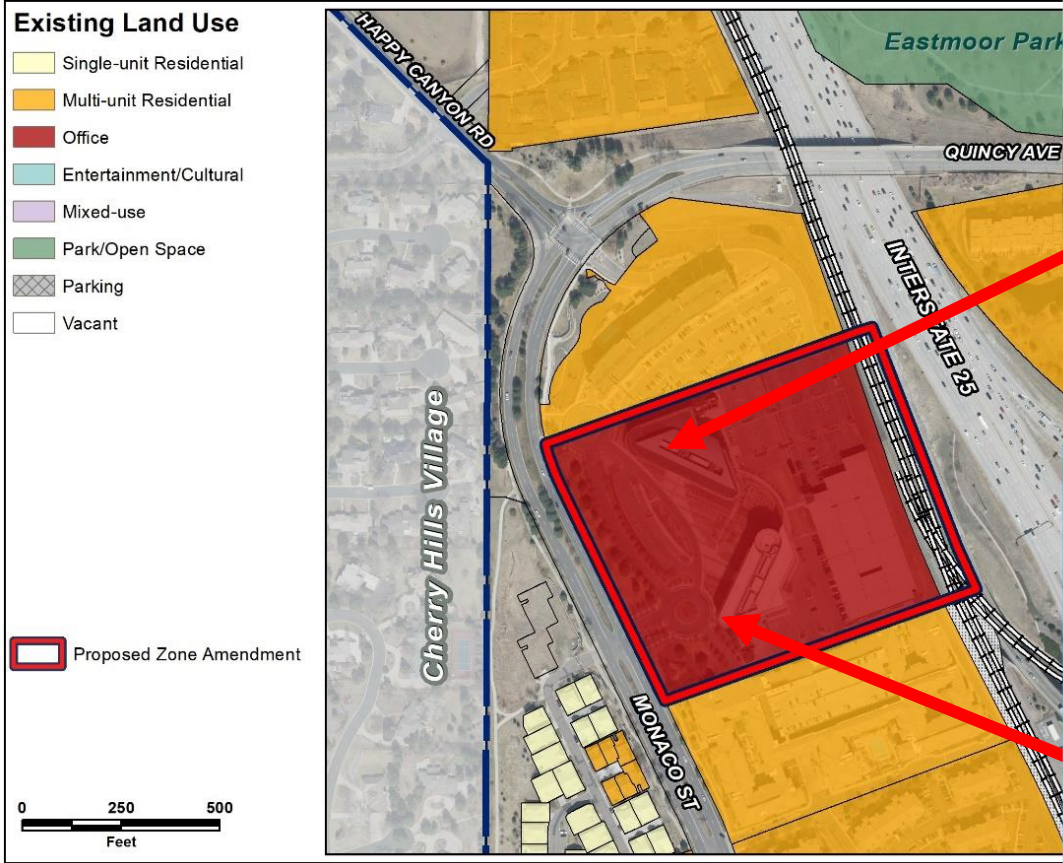 Existing Land Use
Single-unit Residential
Multi-unit Residential
Office
Entertainment/Cultural
Mixed-use
Park/Open Space
Parking
Vacant
Proposed Zone Amendment
0 250 500
Feet
HAPPY CANYON RD
Eastmoor Park
QUINCY AVE
INTERSTATE 25
Cherry Hills Village
MONACO ST